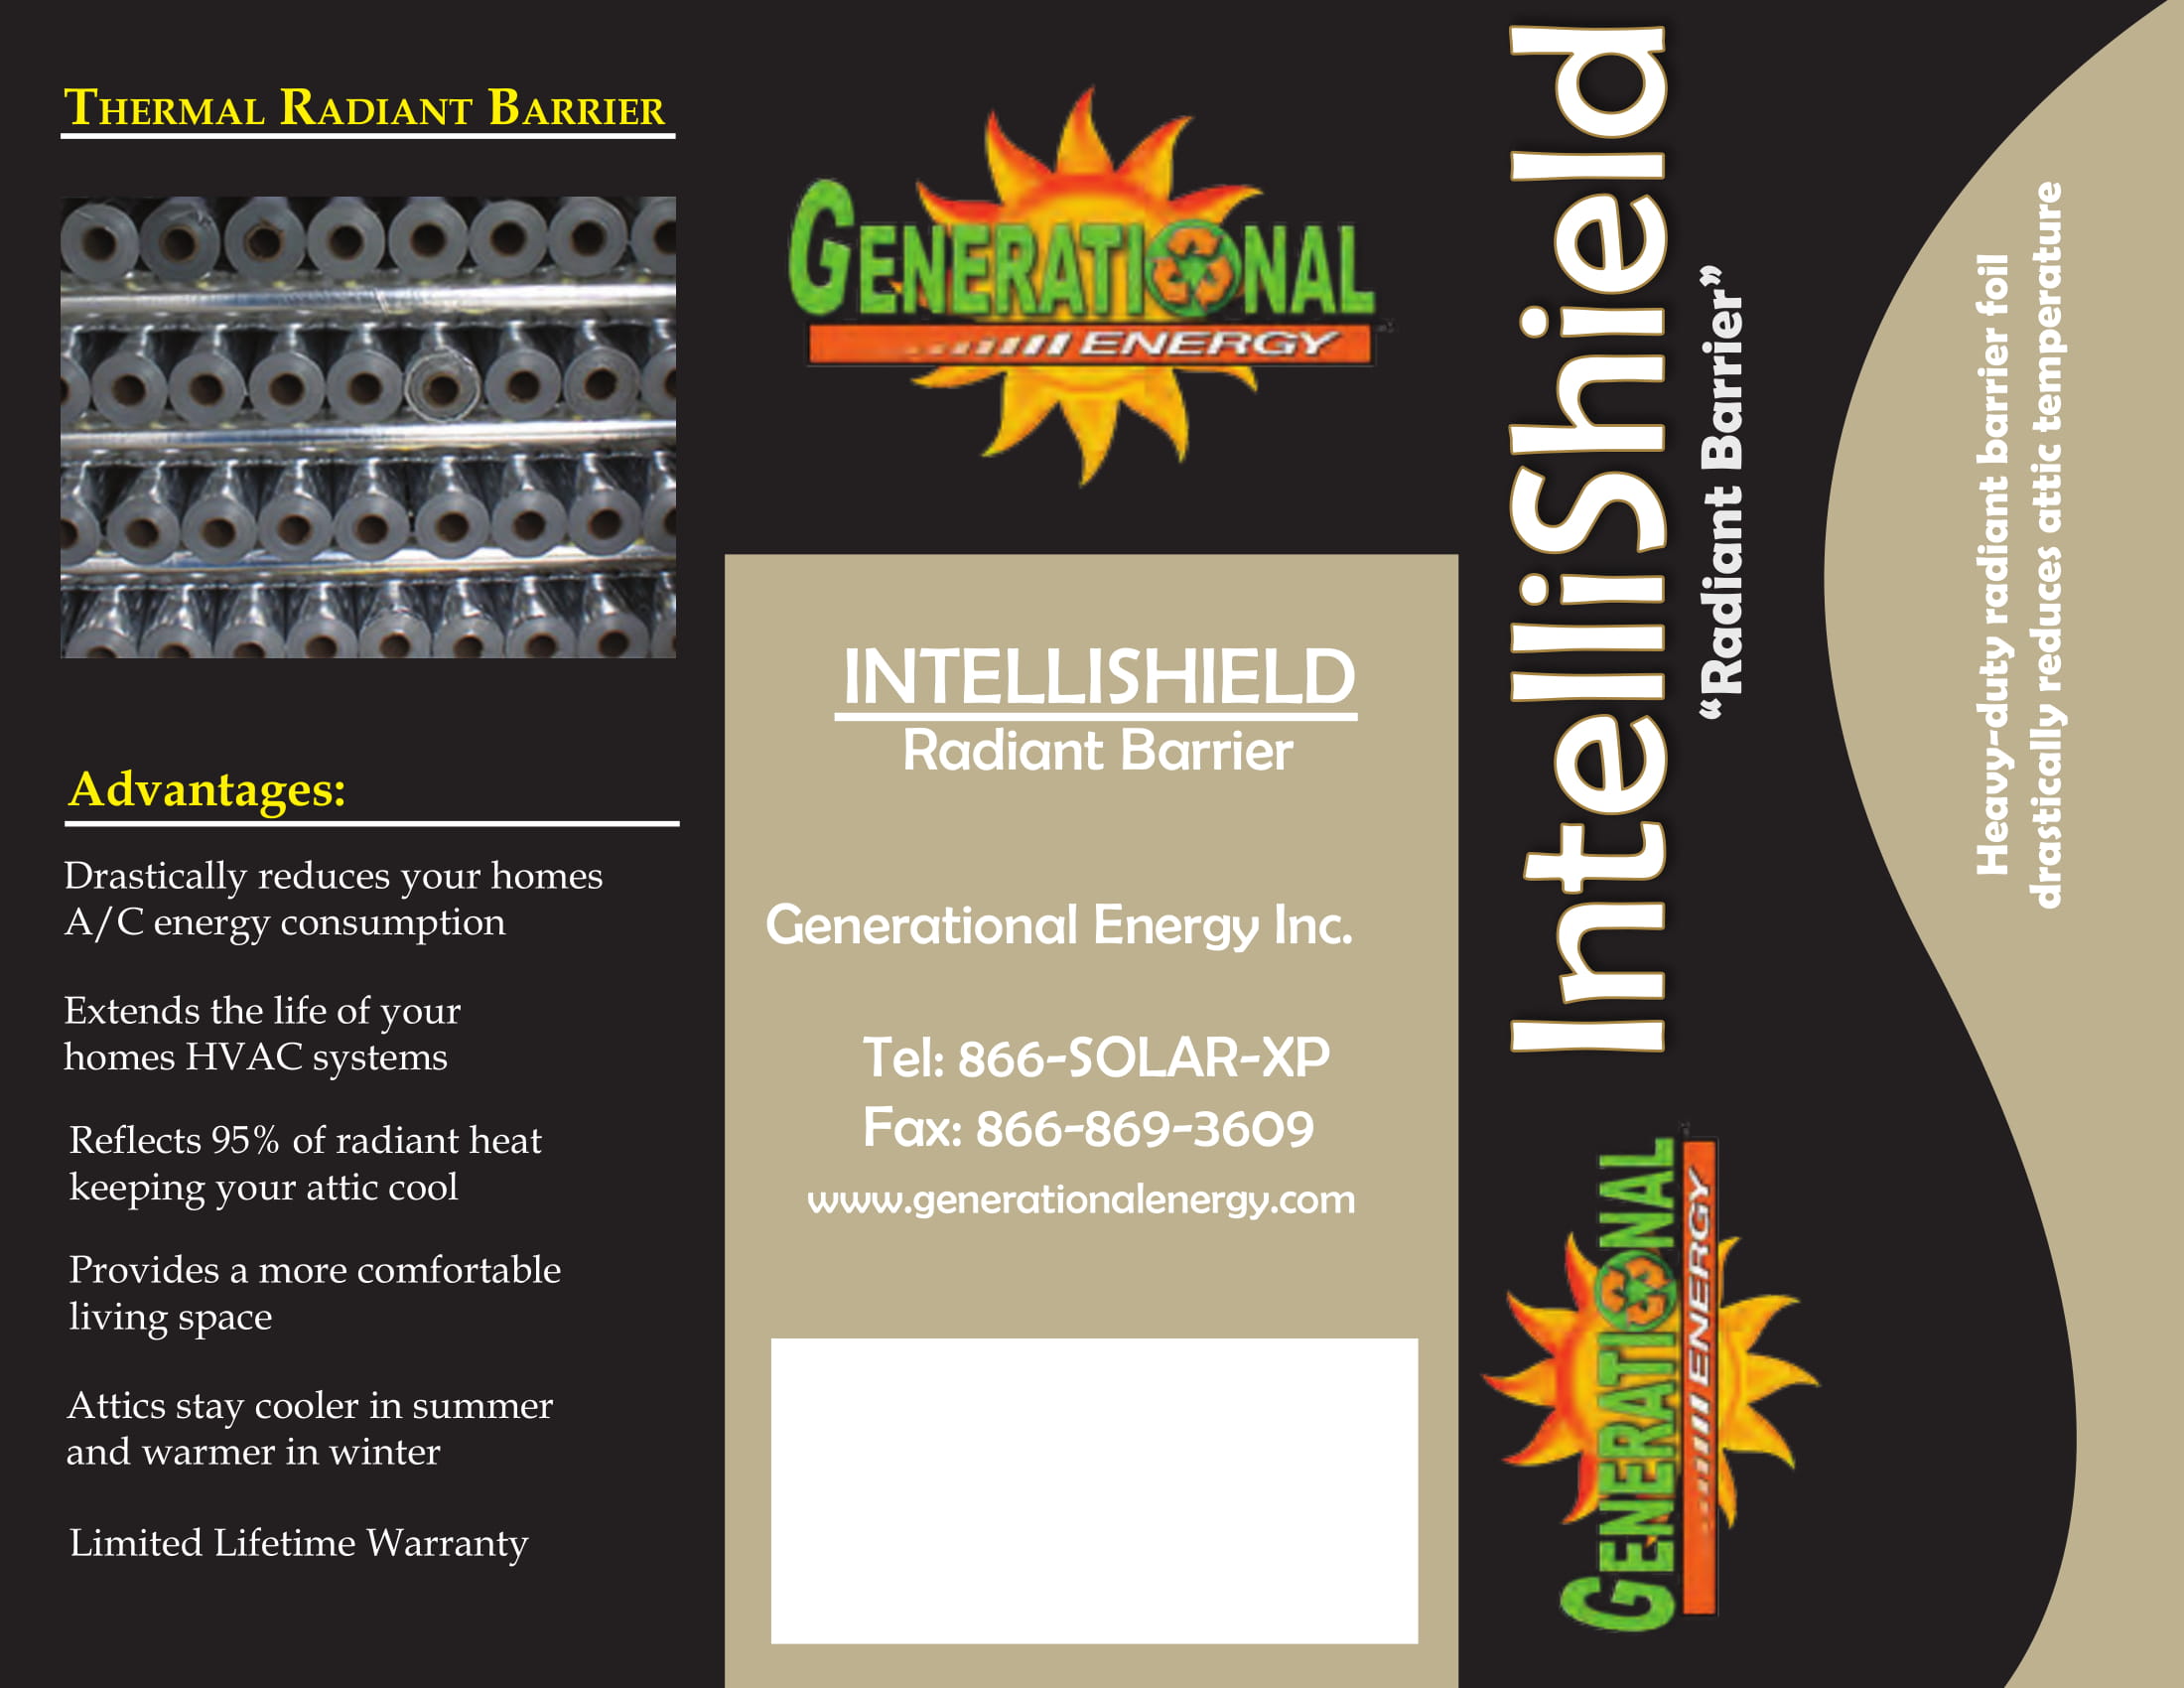 THERMAL RADIANT BARRIER
Advantages:
Drastically reduces your homes
A/C energy consumption
Extends the life of your
homes HVAC systems
Reflects 95% of radiant heat
keeping your attic cool
Provides a more comfortable
living space
Attics stay cooler in summer
and warmer in winter
Limited Lifetime Warranty
GENERATIONAL
ENERGY
INTELLISHIELD
Radiant Barrier
Generational Energy Inc.
Tel: 866-SOLAR-XP
Fax: 866-869-3609
www.generationalenergy.com
IntelliShield
“Radiant Barrier”
GENERATIONAL
ENERGY
Heavy-duty radiant barrier foil
drastically reduces attic temperature